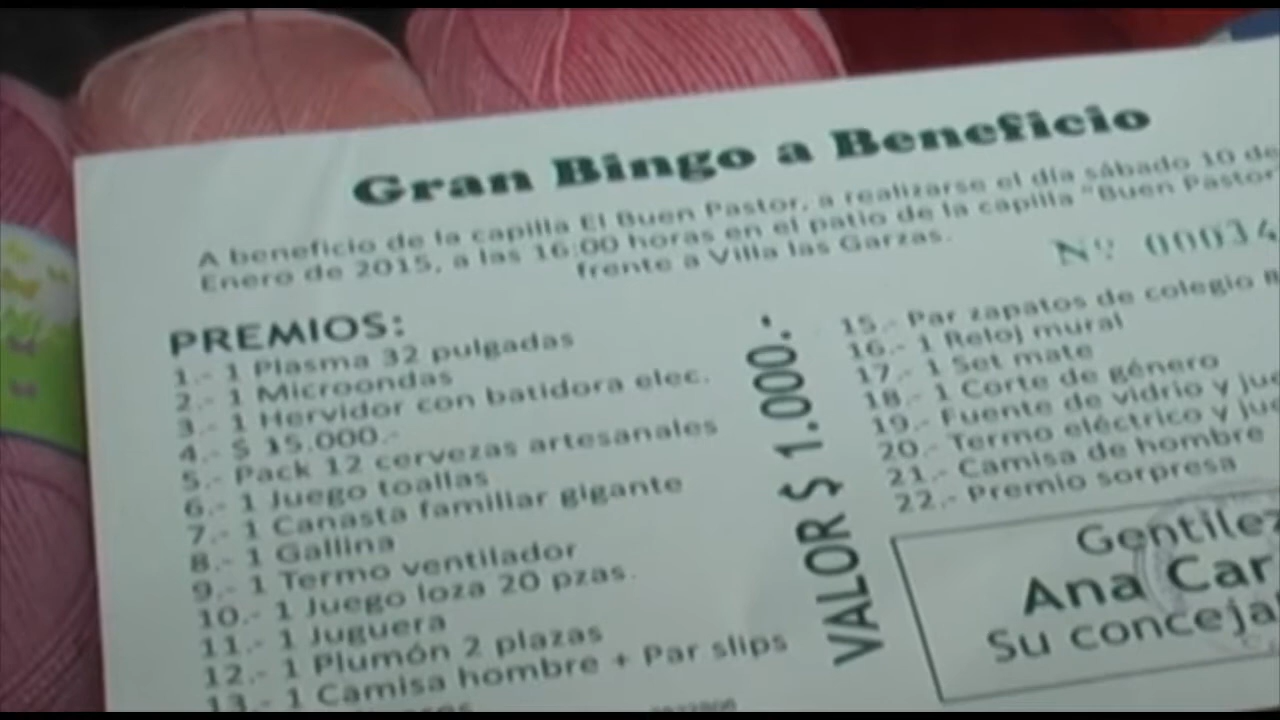 Gran Bingo a Beneficio
A beneficio de la capilla El Buen Pastor, a realizarse el día sábado 10 de
Enero de 2015, a las 16:00 horas en el patio de la capilla "Buen Pastor"
frente a Villa las Garzas.
Nº 00034
PREMIOS:
1.- 1 Plasma 32 pulgadas
2.- 1 Microondas
3.- 1 Hervidor con batidora elec.
4.- $ 15.000.-
5.- Pack 12 cervezas artesanales
6.- 1 Juego toallas
7.- 1 Canasta familiar gigante
8.- 1 Gallina
9.- 1 Termo ventilador
10.- 1 Juego loza 20 pzas.
11.- 1 Juguera
12.- 1 Plumón 2 plazas
13.- 1 Camisa hombre + Par slips
VALOR $ 1.000.-
15.- Par zapatos de colegio
16.- 1 Reloj mural
17.- 1 Set mate
18.- 1 Corte de género
19.- Fuente de vidrio y
20.- Termo eléctrico y
21.- Camisa de hombre
22.- Premio sorpresa
Gentilez
Ana Car
Su conceja